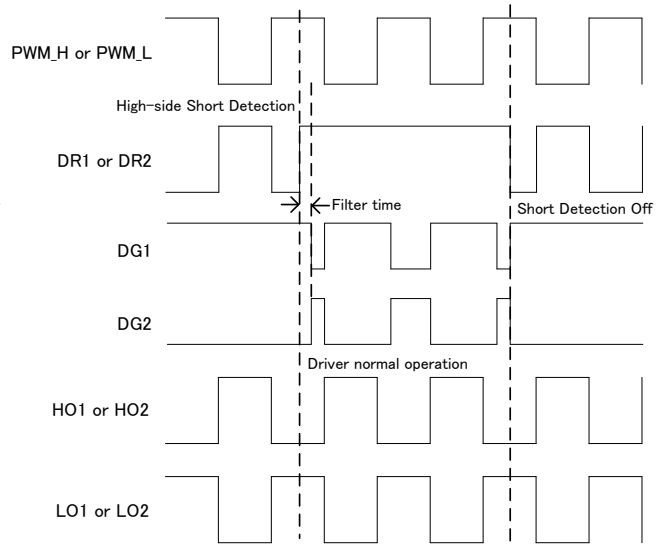 PWM_H or PWM_L
High-side Short Detection
DR1 or DR2
Filter time
Short Detection Off
DG1
DG2
Driver normal operation
HO1 or HO2
LO1 or LO2